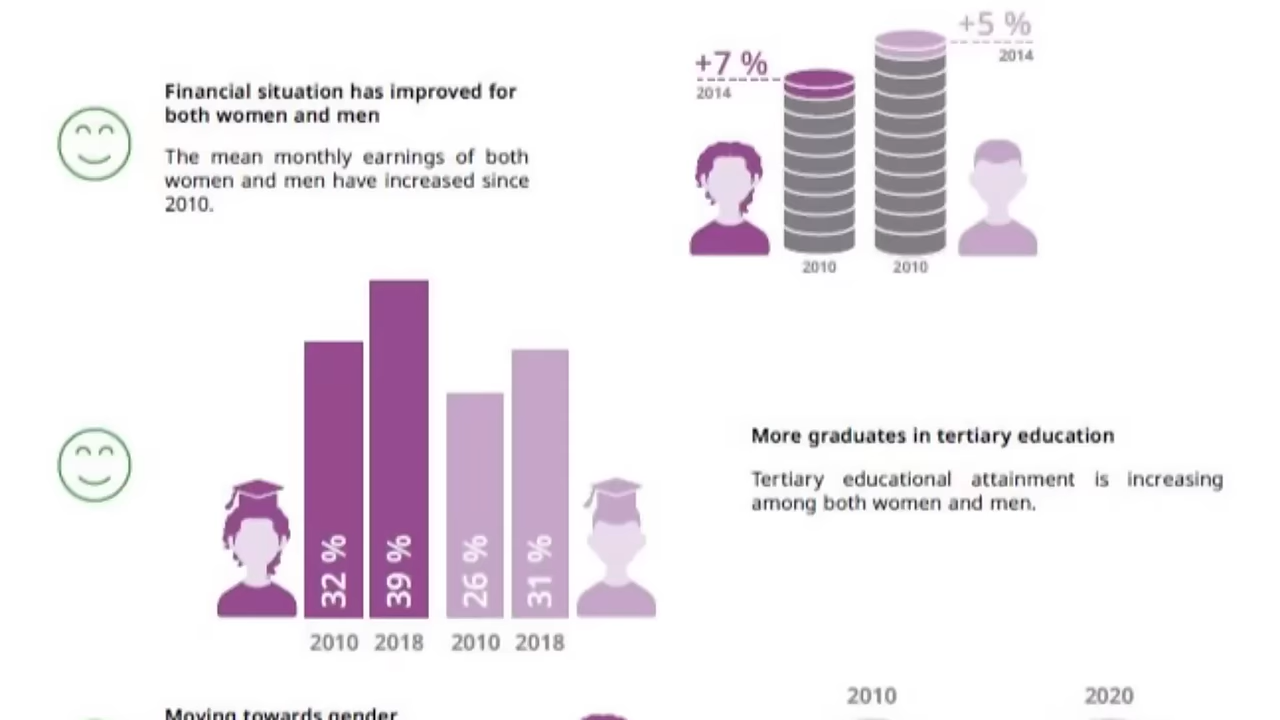 +5 %
2014
+7 %
2014
Financial situation has improved for
both women and men
The mean monthly earnings of both
women and men have increased since
2010.
2010 2010
32 %
39 %
26 %
31 %
2010 2018 2010 2018
More graduates in tertiary education
Tertiary educational attainment is increasing
among both women and men.
2010 2020
Moving towards gender